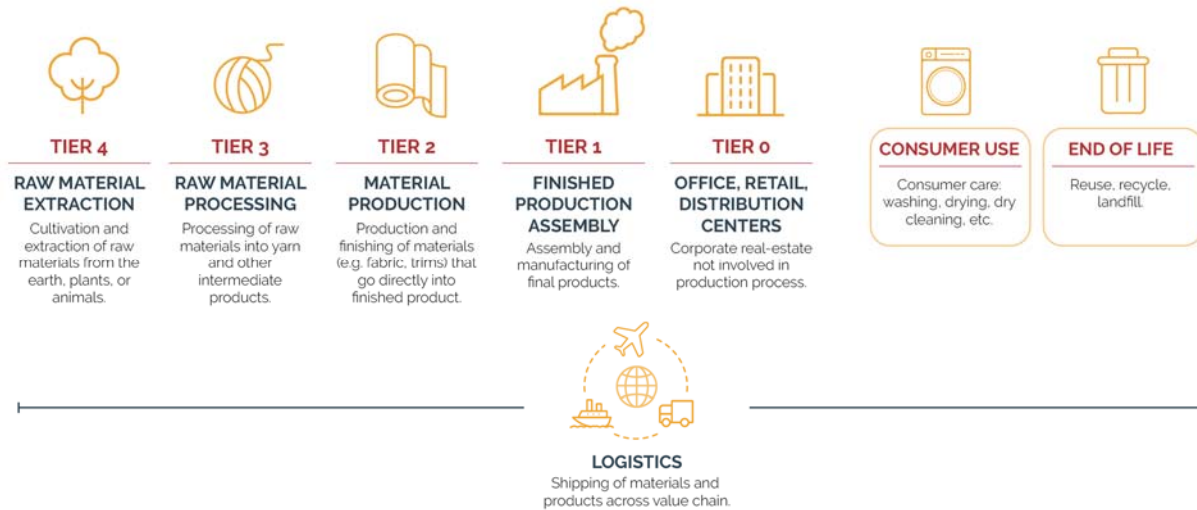 TIER 4
RAW MATERIAL
EXTRACTION
Cultivation and
extraction of raw
materials from the
earth, plants, or
animals.
TIER 3
RAW MATERIAL
PROCESSING
Processing of raw
materials into yarn
and other
intermediate
products.
TIER 2
MATERIAL
PRODUCTION
Production and
finishing of materials
(e.g. fabric, trims) that
go directly into
finished product.
TIER 1
FINISHED
PRODUCTION
ASSEMBLY
Assembly and
manufacturing of
final products.
TIER 0
OFFICE, RETAIL,
DISTRIBUTION
CENTERS
Corporate real-estate
not involved in
production process.
CONSUMER USE
Consumer care:
washing, drying, dry
cleaning, etc.
END OF LIFE
Reuse, recycle,
landfill.
LOGISTICS
Shipping of materials and
products across value chain.